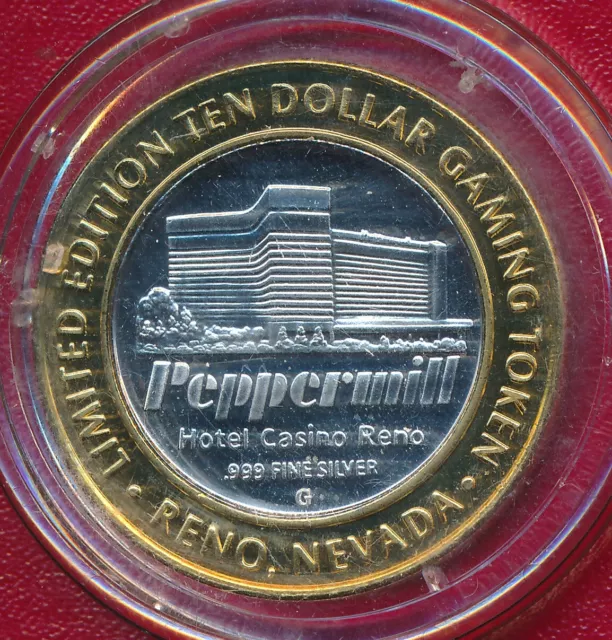 • LIMITED EDITION TEN DOLLAR GAMING TOKEN •
Peppermill
Hotel Casino Reno
.999 FINE SILVER
G
RENO, NEVADA